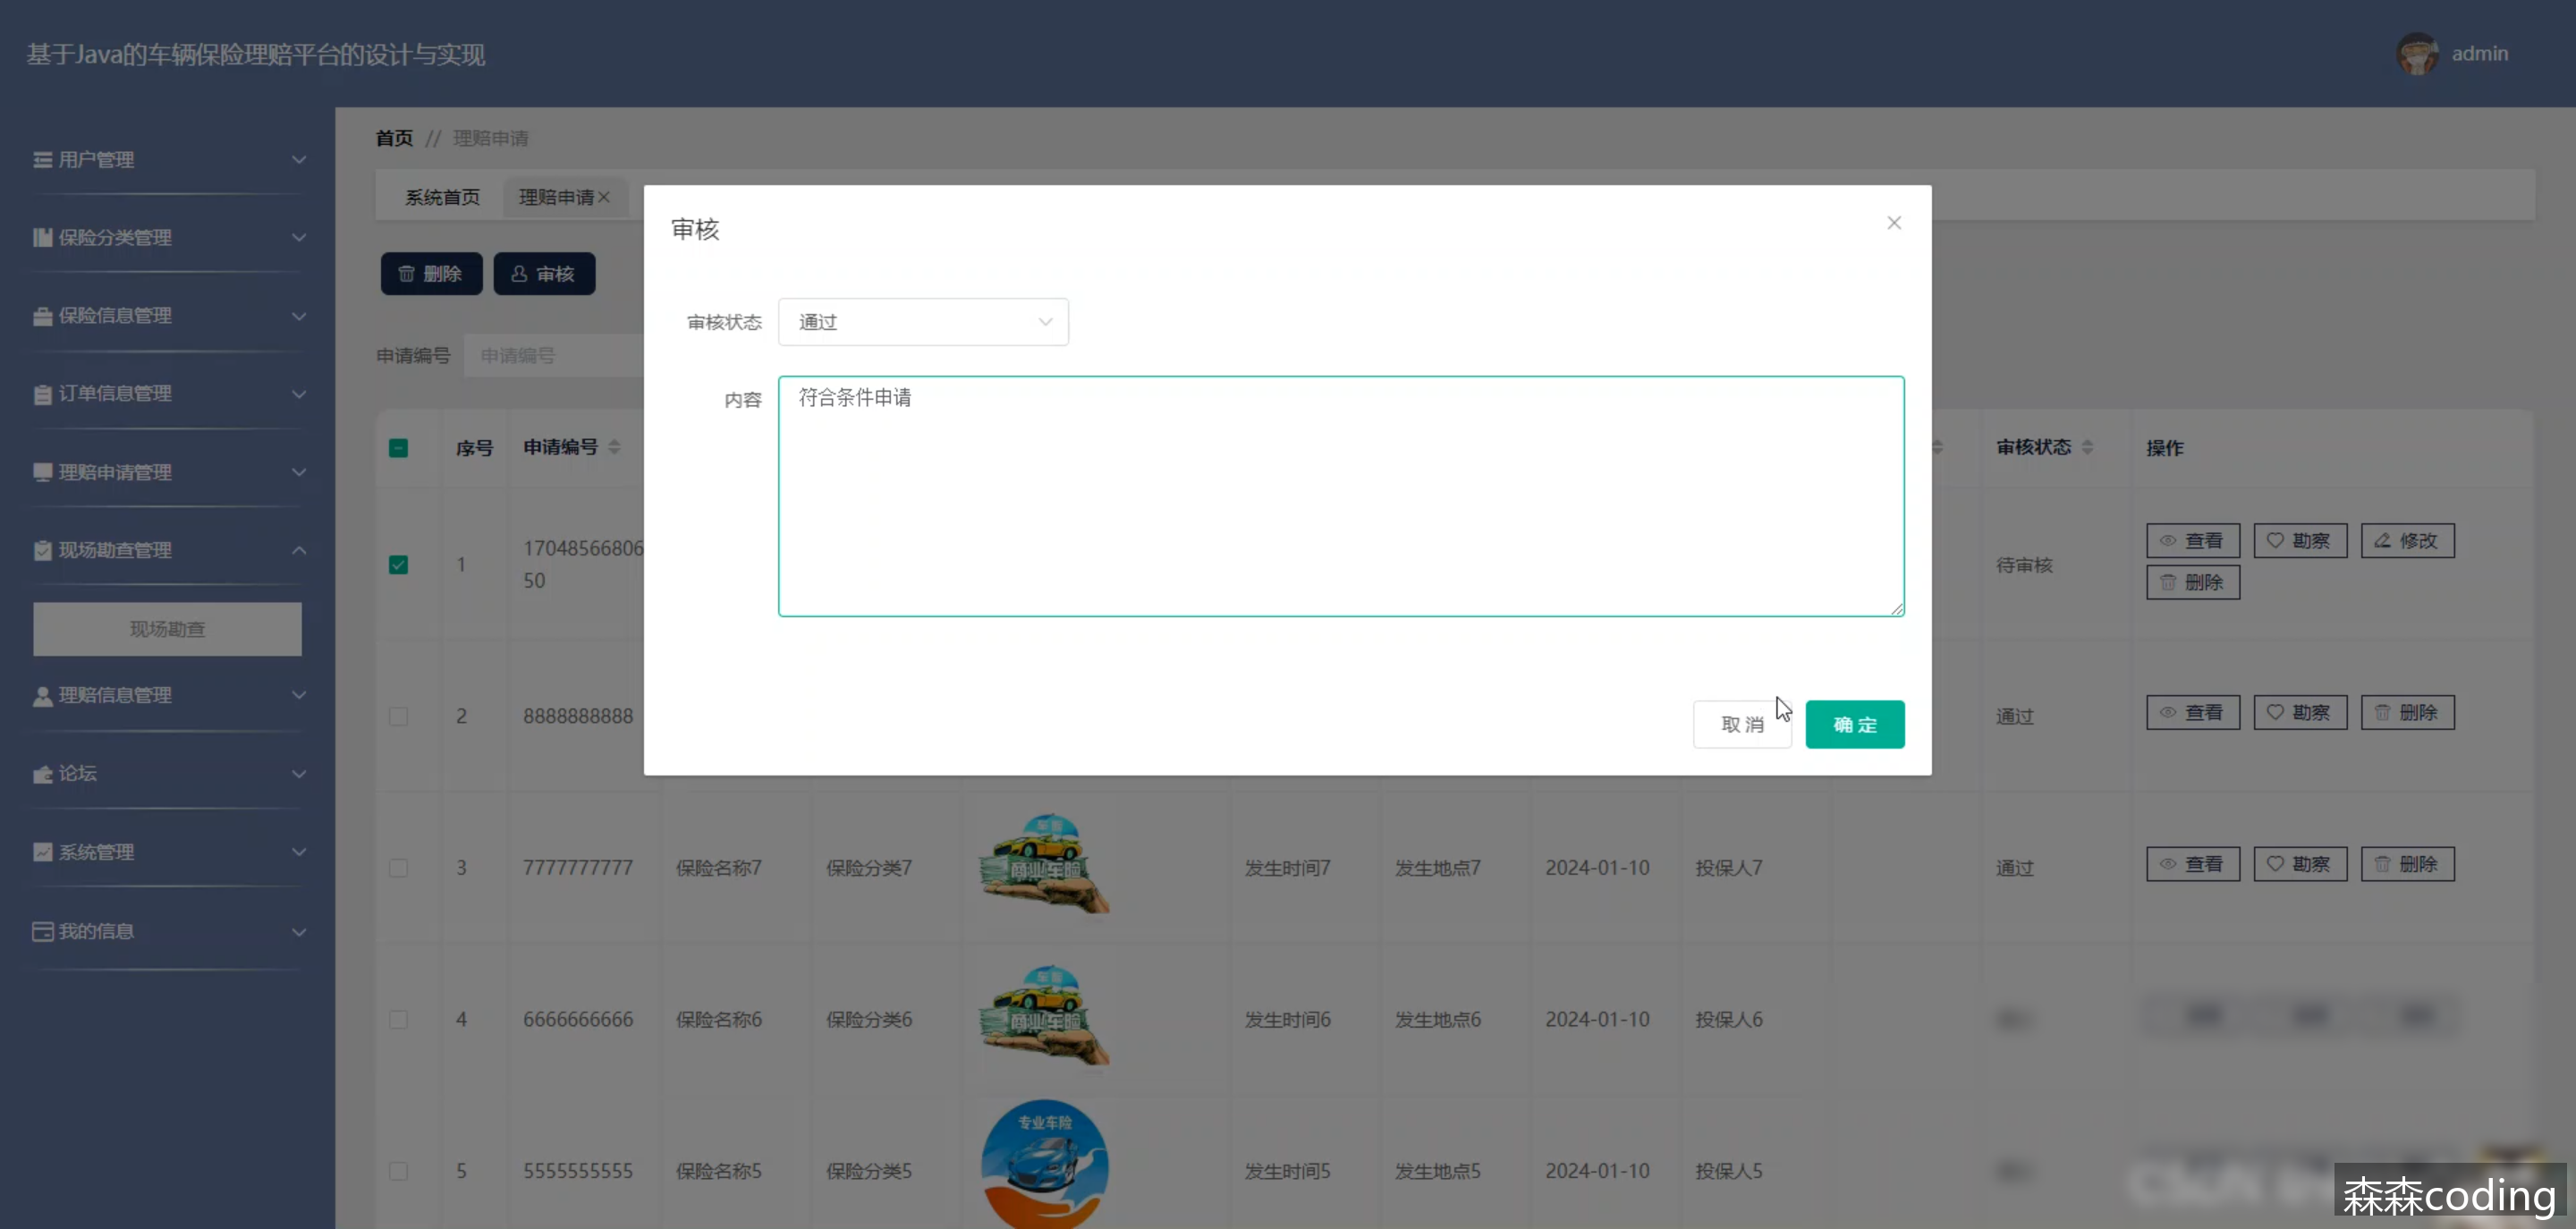 基于Java的车辆保险理赔平台的设计与实现
admin
用户管理
保险分类管理
保险信息管理
订单信息管理
理赔申请管理
现场勘查管理
现场勘查
理赔信息管理
论坛
系统管理
我的信息
首页 // 理赔申请
系统首页 理赔申请
删除 审核
申请编号 申请编号
审核
审核状态 通过
内容 符合条件申请
取消 确定
序号 申请编号 审核状态 操作
1 1704856680650 待审核 查看 勘察 修改 删除
2 8888888888 通过 查看 勘察 删除
3 7777777777 保险名称7 保险分类7 车险 商业车险 发生时间7 发生地点7 2024-01-10 投保人7 通过 查看 勘察 删除
4 6666666666 保险名称6 保险分类6 车险 商业车险 发生时间6 发生地点6 2024-01-10 投保人6
5 5555555555 保险名称5 保险分类5 专业车险 发生时间5 发生地点5 2024-01-10 投保人5
森森coding